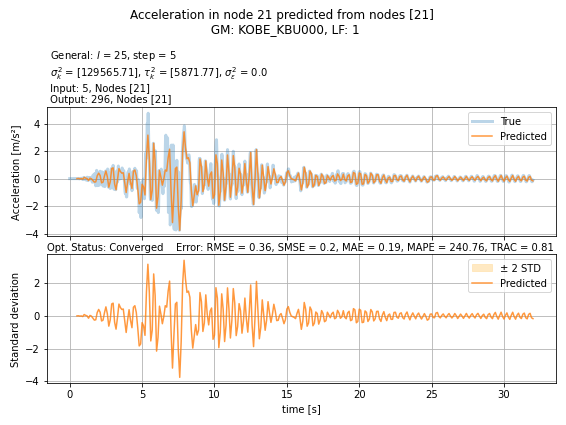 Acceleration in node 21 predicted from nodes [21]
GM: KOBE_KBU000, LF: 1
General: l = 25, step = 5
σ²ₖ = [129565.71], τ²ₖ = [5871.77], σ²ε = 0.0
Input: 5, Nodes [21]
Output: 296, Nodes [21]
Acceleration [m/s²]
4
2
0
−2
−4
True
Predicted
Opt. Status: Converged Error: RMSE = 0.36, SMSE = 0.2, MAE = 0.19, MAPE = 240.76, TRAC = 0.81
Standard deviation
2
0
−2
−4
± 2 STD
Predicted
0 5 10 15 20 25 30
time [s]